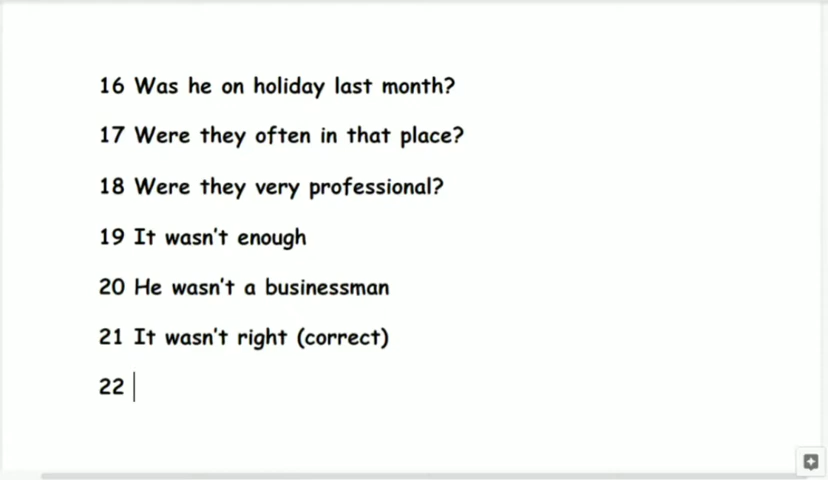 16 Was he on holiday last month?
17 Were they often in that place?
18 Were they very professional?
19 It wasn't enough
20 He wasn't a businessman
21 It wasn't right (correct)
22